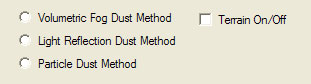 Volumetric Fog Dust Method
Terrain On/Off
Light Reflection Dust Method
Particle Dust Method